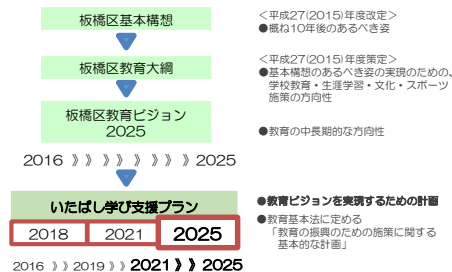 板橋区基本構想
＜平成27(2015)年度改定＞
●概ね10年後のあるべき姿
板橋区教育大綱
＜平成27(2015)年度策定＞
●基本構想のあるべき姿の実現のための、
学校教育・生涯学習・文化・スポーツ
施策の方向性
板橋区教育ビジョン
2025
●教育の中長期的な方向性
2016 》》》》》》》》2025
いたばし学び支援プラン
●教育ビジョンを実現するための計画
2018
2021
2025
●教育基本法に定める
「教育の振興のための施策に関する
基本的な計画」
2016 》》2019 》》2021 》》2025